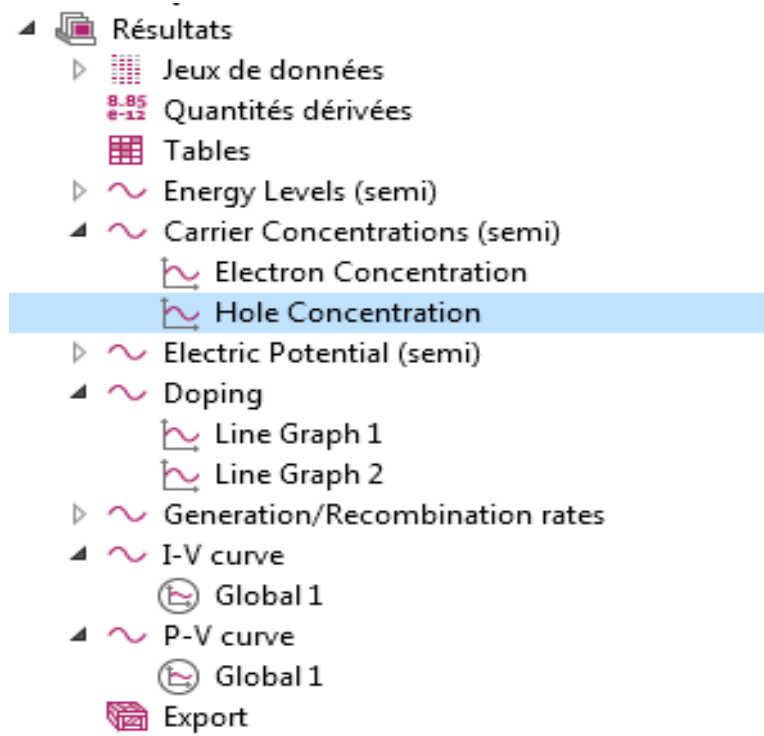 Résultats
Jeux de données
8.85
e-12
Quantités dérivées
Tables
Energy Levels (semi)
Carrier Concentrations (semi)
Electron Concentration
Hole Concentration
Electric Potential (semi)
Doping
Line Graph 1
Line Graph 2
Generation/Recombination rates
I-V curve
Global 1
P-V curve
Global 1
Export